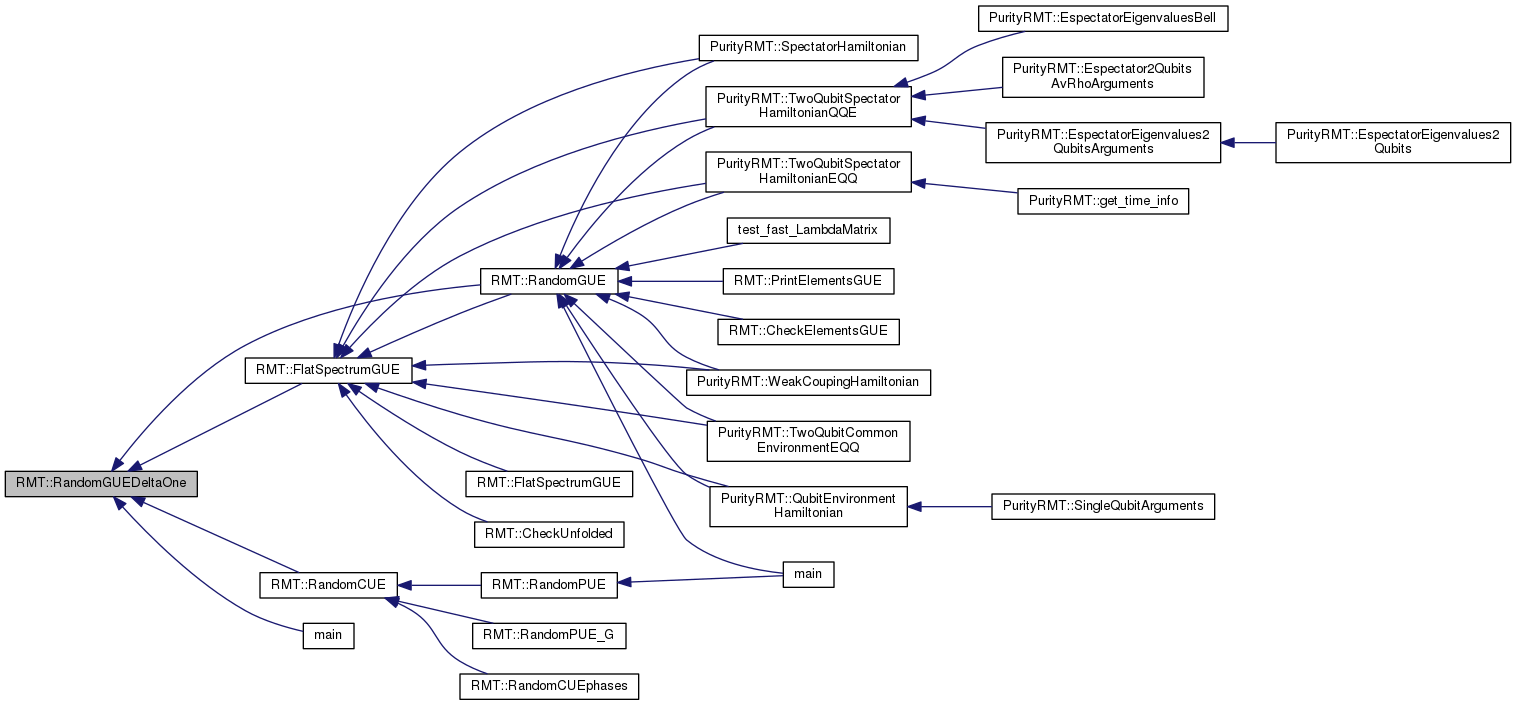 PurityRMT::EspectatorEigenvaluesBell
PurityRMT::SpectatorHamiltonian
PurityRMT::Espectator2Qubits
AvRhoArguments
PurityRMT::TwoQubitSpectator
HamiltonianQQE
PurityRMT::EspectatorEigenvalues2
QubitsArguments
PurityRMT::EspectatorEigenvalues2
Qubits
PurityRMT::TwoQubitSpectator
HamiltonianEQQ
PurityRMT::get_time_info
test_fast_LambdaMatrix
RMT::RandomGUE
RMT::PrintElementsGUE
RMT::CheckElementsGUE
RMT::FlatSpectrumGUE
PurityRMT::WeakCoupingHamiltonian
PurityRMT::TwoQubitCommon
EnvironmentEQQ
RMT::RandomGUEDeltaOne
RMT::FlatSpectrumGUE
PurityRMT::QubitEnvironment
Hamiltonian
PurityRMT::SingleQubitArguments
RMT::CheckUnfolded
main
RMT::RandomCUE
RMT::RandomPUE
main
RMT::RandomPUE_G
RMT::RandomCUEphases